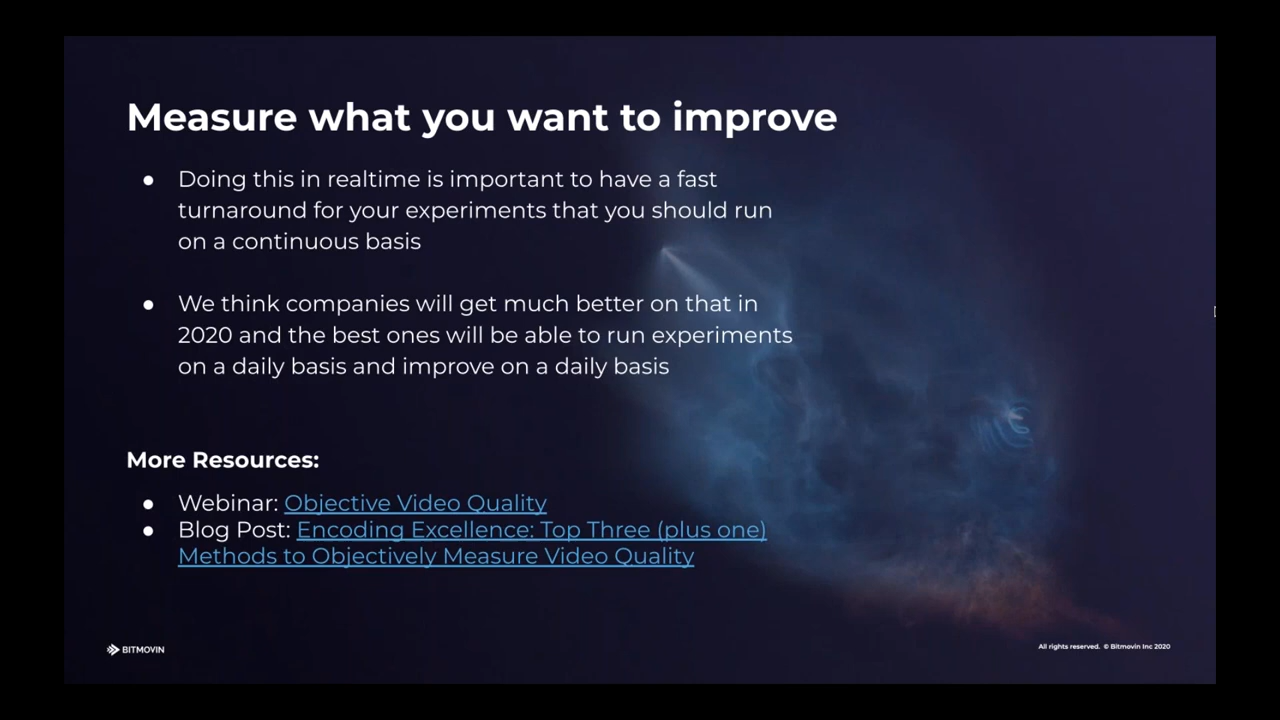 Measure what you want to improve
● Doing this in realtime is important to have a fast
turnaround for your experiments that you should run
on a continuous basis
● We think companies will get much better on that in
2020 and the best ones will be able to run experiments
on a daily basis and improve on a daily basis
More Resources:
● Webinar: Objective Video Quality
● Blog Post: Encoding Excellence: Top Three (plus one)
Methods to Objectively Measure Video Quality
BITMOVIN
All rights reserved. © Bitmovin Inc 2020